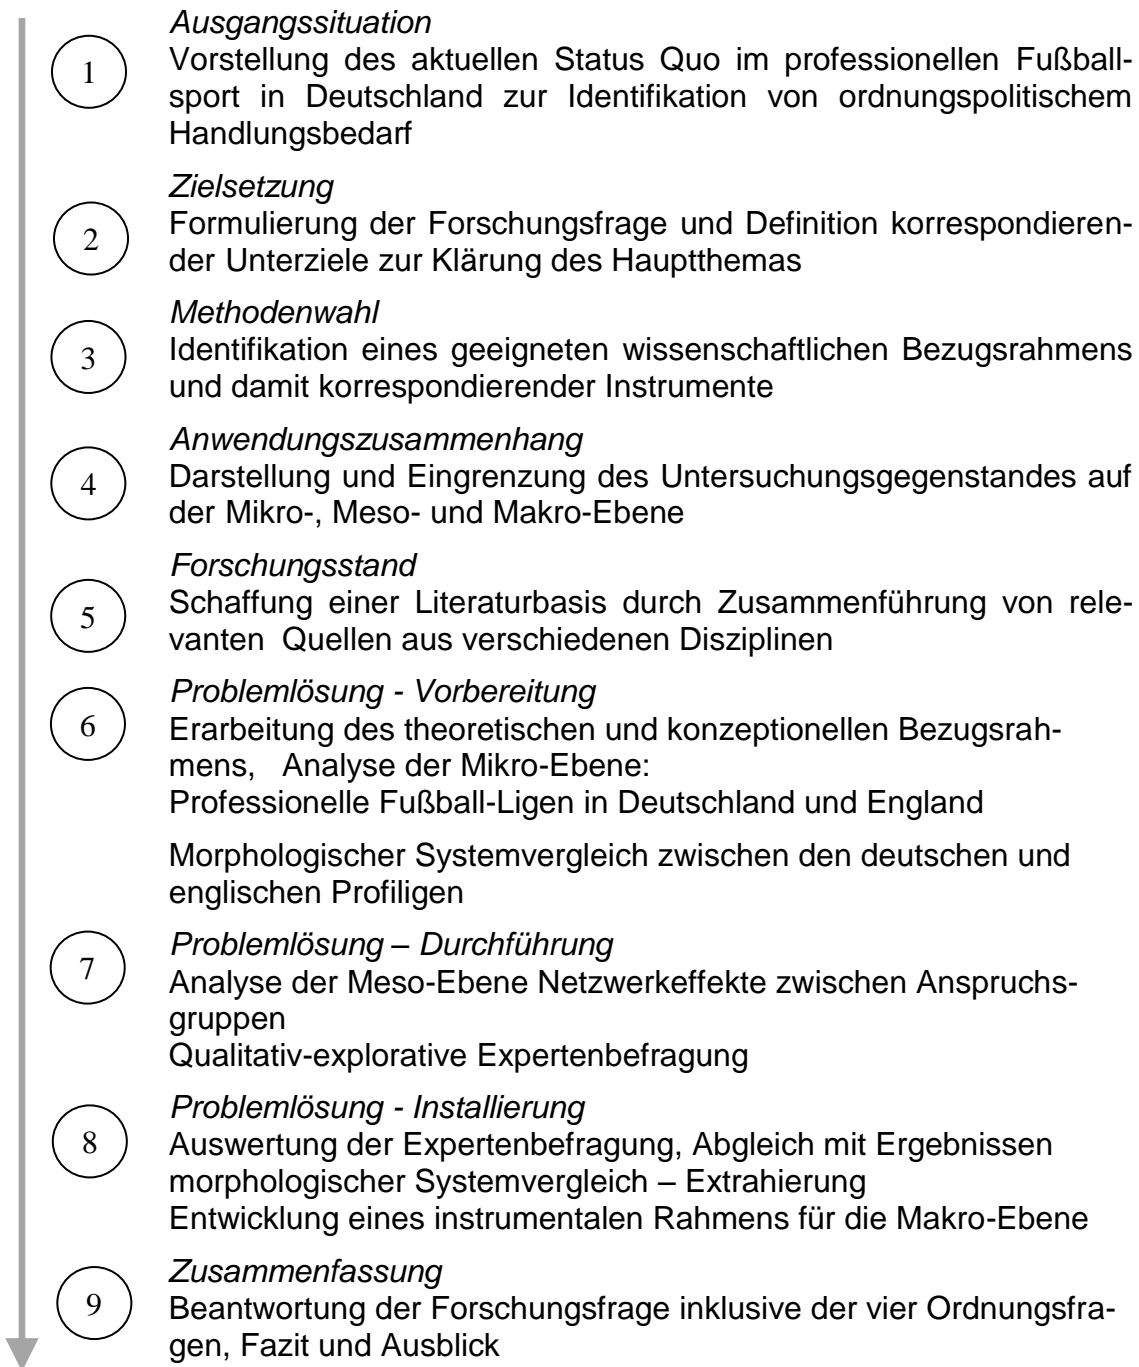 Ausgangssituation
1
Vorstellung des aktuellen Status Quo im professionellen Fußball-
sport in Deutschland zur Identifikation von ordnungspolitischem
Handlungsbedarf
Zielsetzung
2
Formulierung der Forschungsfrage und Definition korrespondieren-
der Unterziele zur Klärung des Hauptthemas
Methodenwahl
3
Identifikation eines geeigneten wissenschaftlichen Bezugsrahmens
und damit korrespondierender Instrumente
Anwendungszusammenhang
4
Darstellung und Eingrenzung des Untersuchungsgegenstandes auf
der Mikro-, Meso- und Makro-Ebene
Forschungsstand
5
Schaffung einer Literaturbasis durch Zusammenführung von rele-
vanten Quellen aus verschiedenen Disziplinen
Problemlösung - Vorbereitung
6
Erarbeitung des theoretischen und konzeptionellen Bezugsrah-
mens, Analyse der Mikro-Ebene:
Professionelle Fußball-Ligen in Deutschland und England
Morphologischer Systemvergleich zwischen den deutschen und
englischen Profiligen
Problemlösung – Durchführung
7
Analyse der Meso-Ebene Netzwerkeffekte zwischen Anspruchs-
gruppen
Qualitativ-explorative Expertenbefragung
Problemlösung - Installierung
8
Auswertung der Expertenbefragung, Abgleich mit Ergebnissen
morphologischer Systemvergleich – Extrahierung
Entwicklung eines instrumentalen Rahmens für die Makro-Ebene
Zusammenfassung
9
Beantwortung der Forschungsfrage inklusive der vier Ordnungsfra-
gen, Fazit und Ausblick